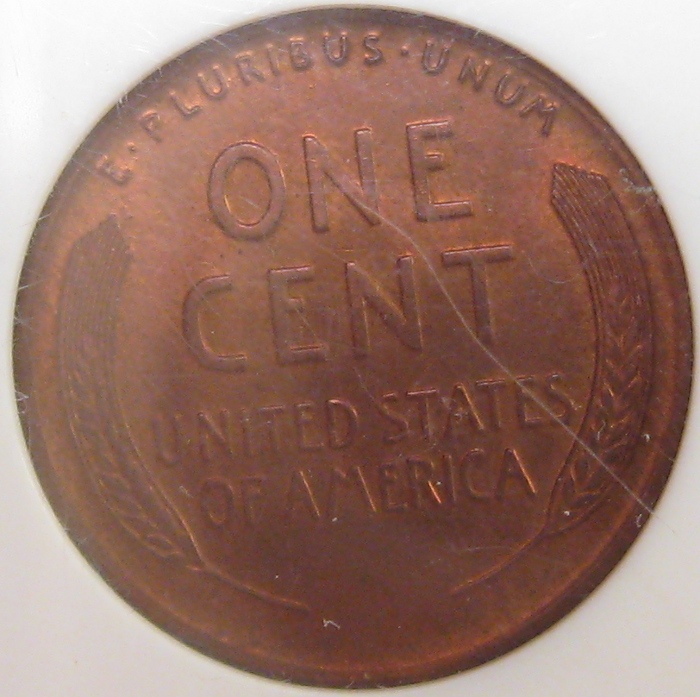 E·PLURIBUS·UNUM
ONE
CENT
UNITED STATES
OF AMERICA